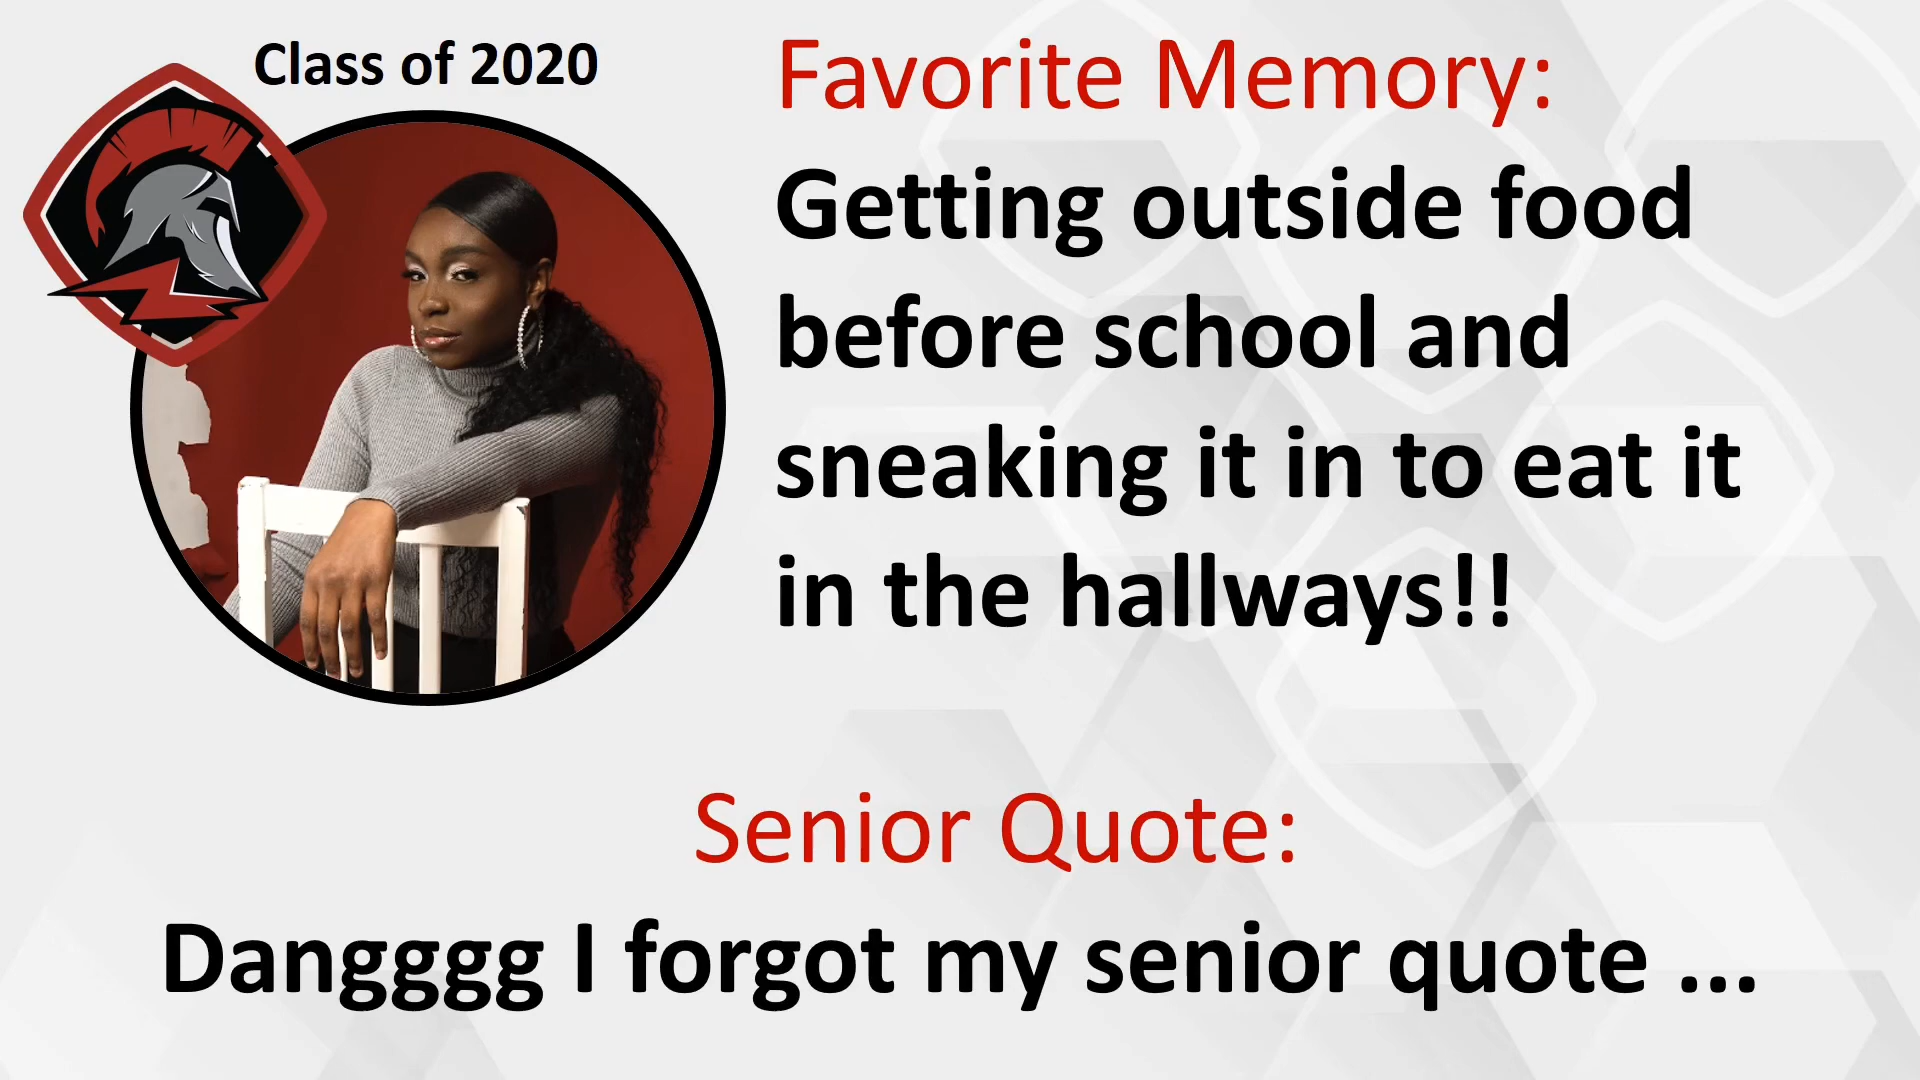 Class of 2020
Favorite Memory:
Getting outside food
before school and
sneaking it in to eat it
in the hallways!!
Senior Quote:
Dangggg I forgot my senior quote ...